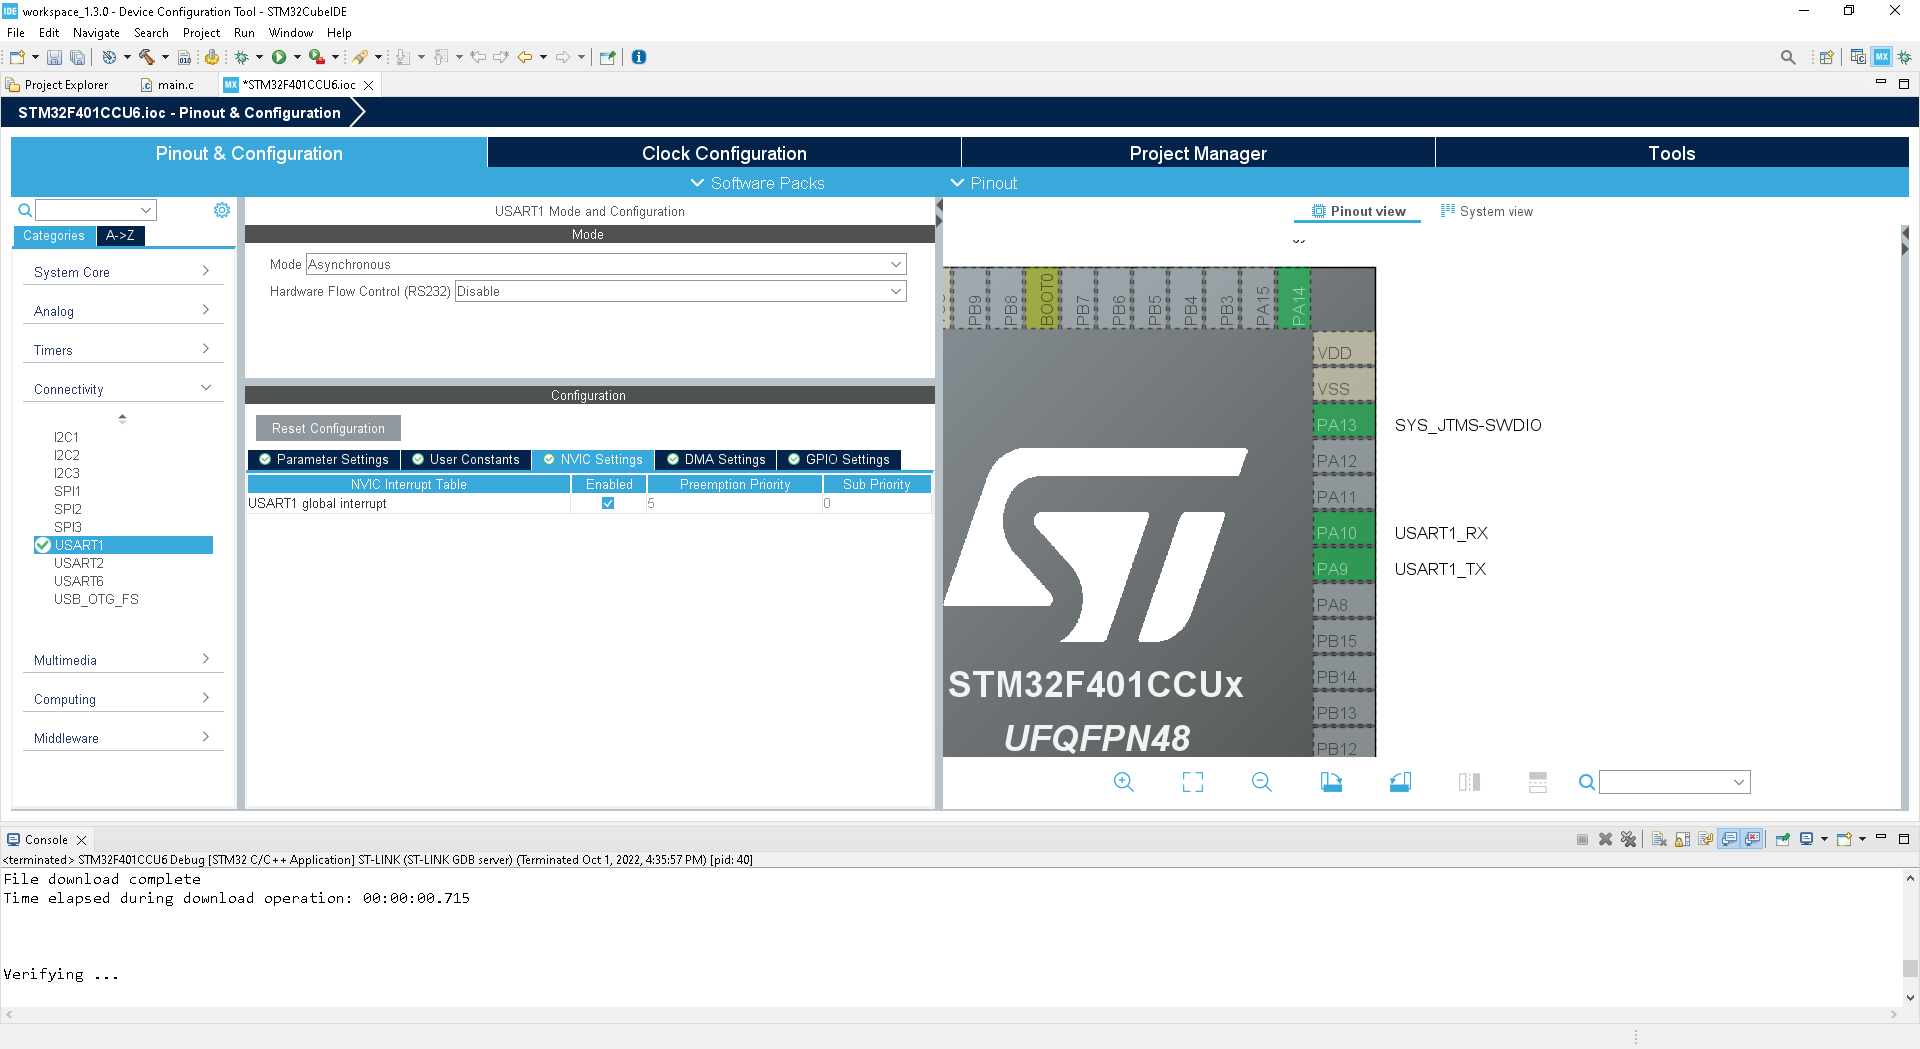 workspace_1.3.0 - Device Configuration Tool - STM32CubeIDE
File Edit Navigate Search Project Run Window Help
Project Explorer main.c *STM32F401CCU6.ioc
STM32F401CCU6.ioc - Pinout & Configuration
Pinout & Configuration Clock Configuration Project Manager Tools
Software Packs Pinout
USART1 Mode and Configuration
Pinout view System view
Categories A->Z
Mode
System Core
Analog
Timers
Connectivity
I2C1
I2C2
I2C3
SPI1
SPI2
SPI3
USART1
USART2
USART6
USB_OTG_FS
Multimedia
Computing
Middleware
Mode Asynchronous
Hardware Flow Control (RS232) Disable
Configuration
Reset Configuration
Parameter Settings User Constants NVIC Settings DMA Settings GPIO Settings
NVIC Interrupt Table Enabled Preemption Priority Sub Priority
USART1 global interrupt 5 0
PB9 PB8 BOOT0 PB7 PB6 PB5 PB4 PB3 PA15 PA14
VDD
VSS
PA13 SYS_JTMS-SWDIO
PA12
PA11
PA10 USART1_RX
PA9 USART1_TX
PA8
PB15
PB14
PB13
PB12
ST
STM32F401CCUx
UFQFPN48
Console
<terminated> STM32F401CCU6 Debug [STM32 C/C++ Application] ST-LINK (ST-LINK GDB server) (Terminated Oct 1, 2022, 4:35:57 PM) [pid: 40]
File download complete
Time elapsed during download operation: 00:00:00.715
Verifying ...